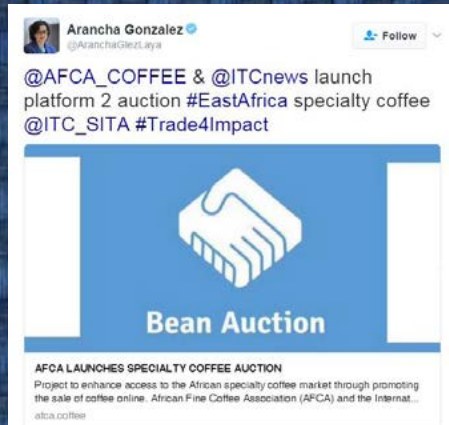 Arancha Gonzalez
@AranchaGlezLaya
Follow
@AFCA_COFFEE & @ITCnews launch
platform 2 auction #EastAfrica specialty coffee
@ITC_SITA #Trade4Impact
Bean Auction
AFCA LAUNCHES SPECIALTY COFFEE AUCTION
Project to enhance access to the African specialty coffee market through promoting
the sale of coffee online. African Fine Coffee Association (AFCA) and the Internat...
afca.coffee